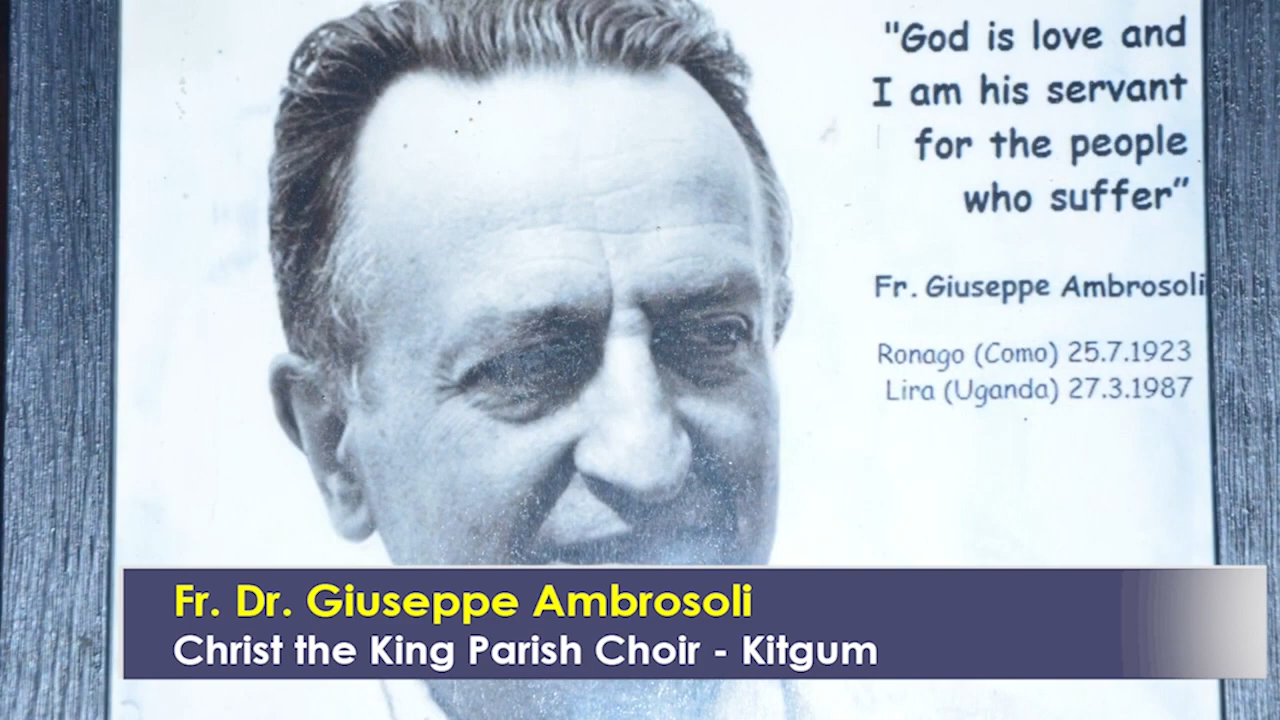 "God is love and
I am his servant
for the people
who suffer”
Fr. Giuseppe Ambrosoli
Ronago (Como) 25.7.1923
Lira (Uganda) 27.3.1987
Fr. Dr. Giuseppe Ambrosoli
Christ the King Parish Choir - Kitgum